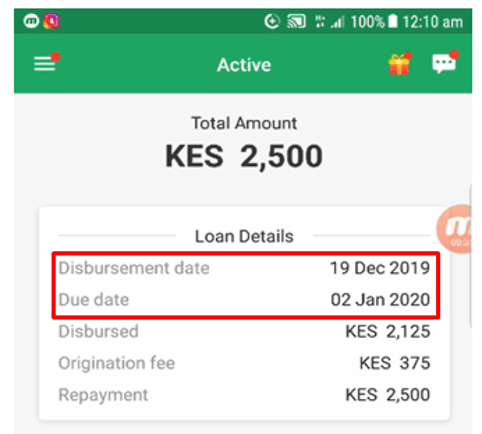 100% 12:10 am
Active
Total Amount
KES 2,500
Loan Details
Disbursement date 19 Dec 2019
Due date 02 Jan 2020
Disbursed KES 2,125
Origination fee KES 375
Repayment KES 2,500